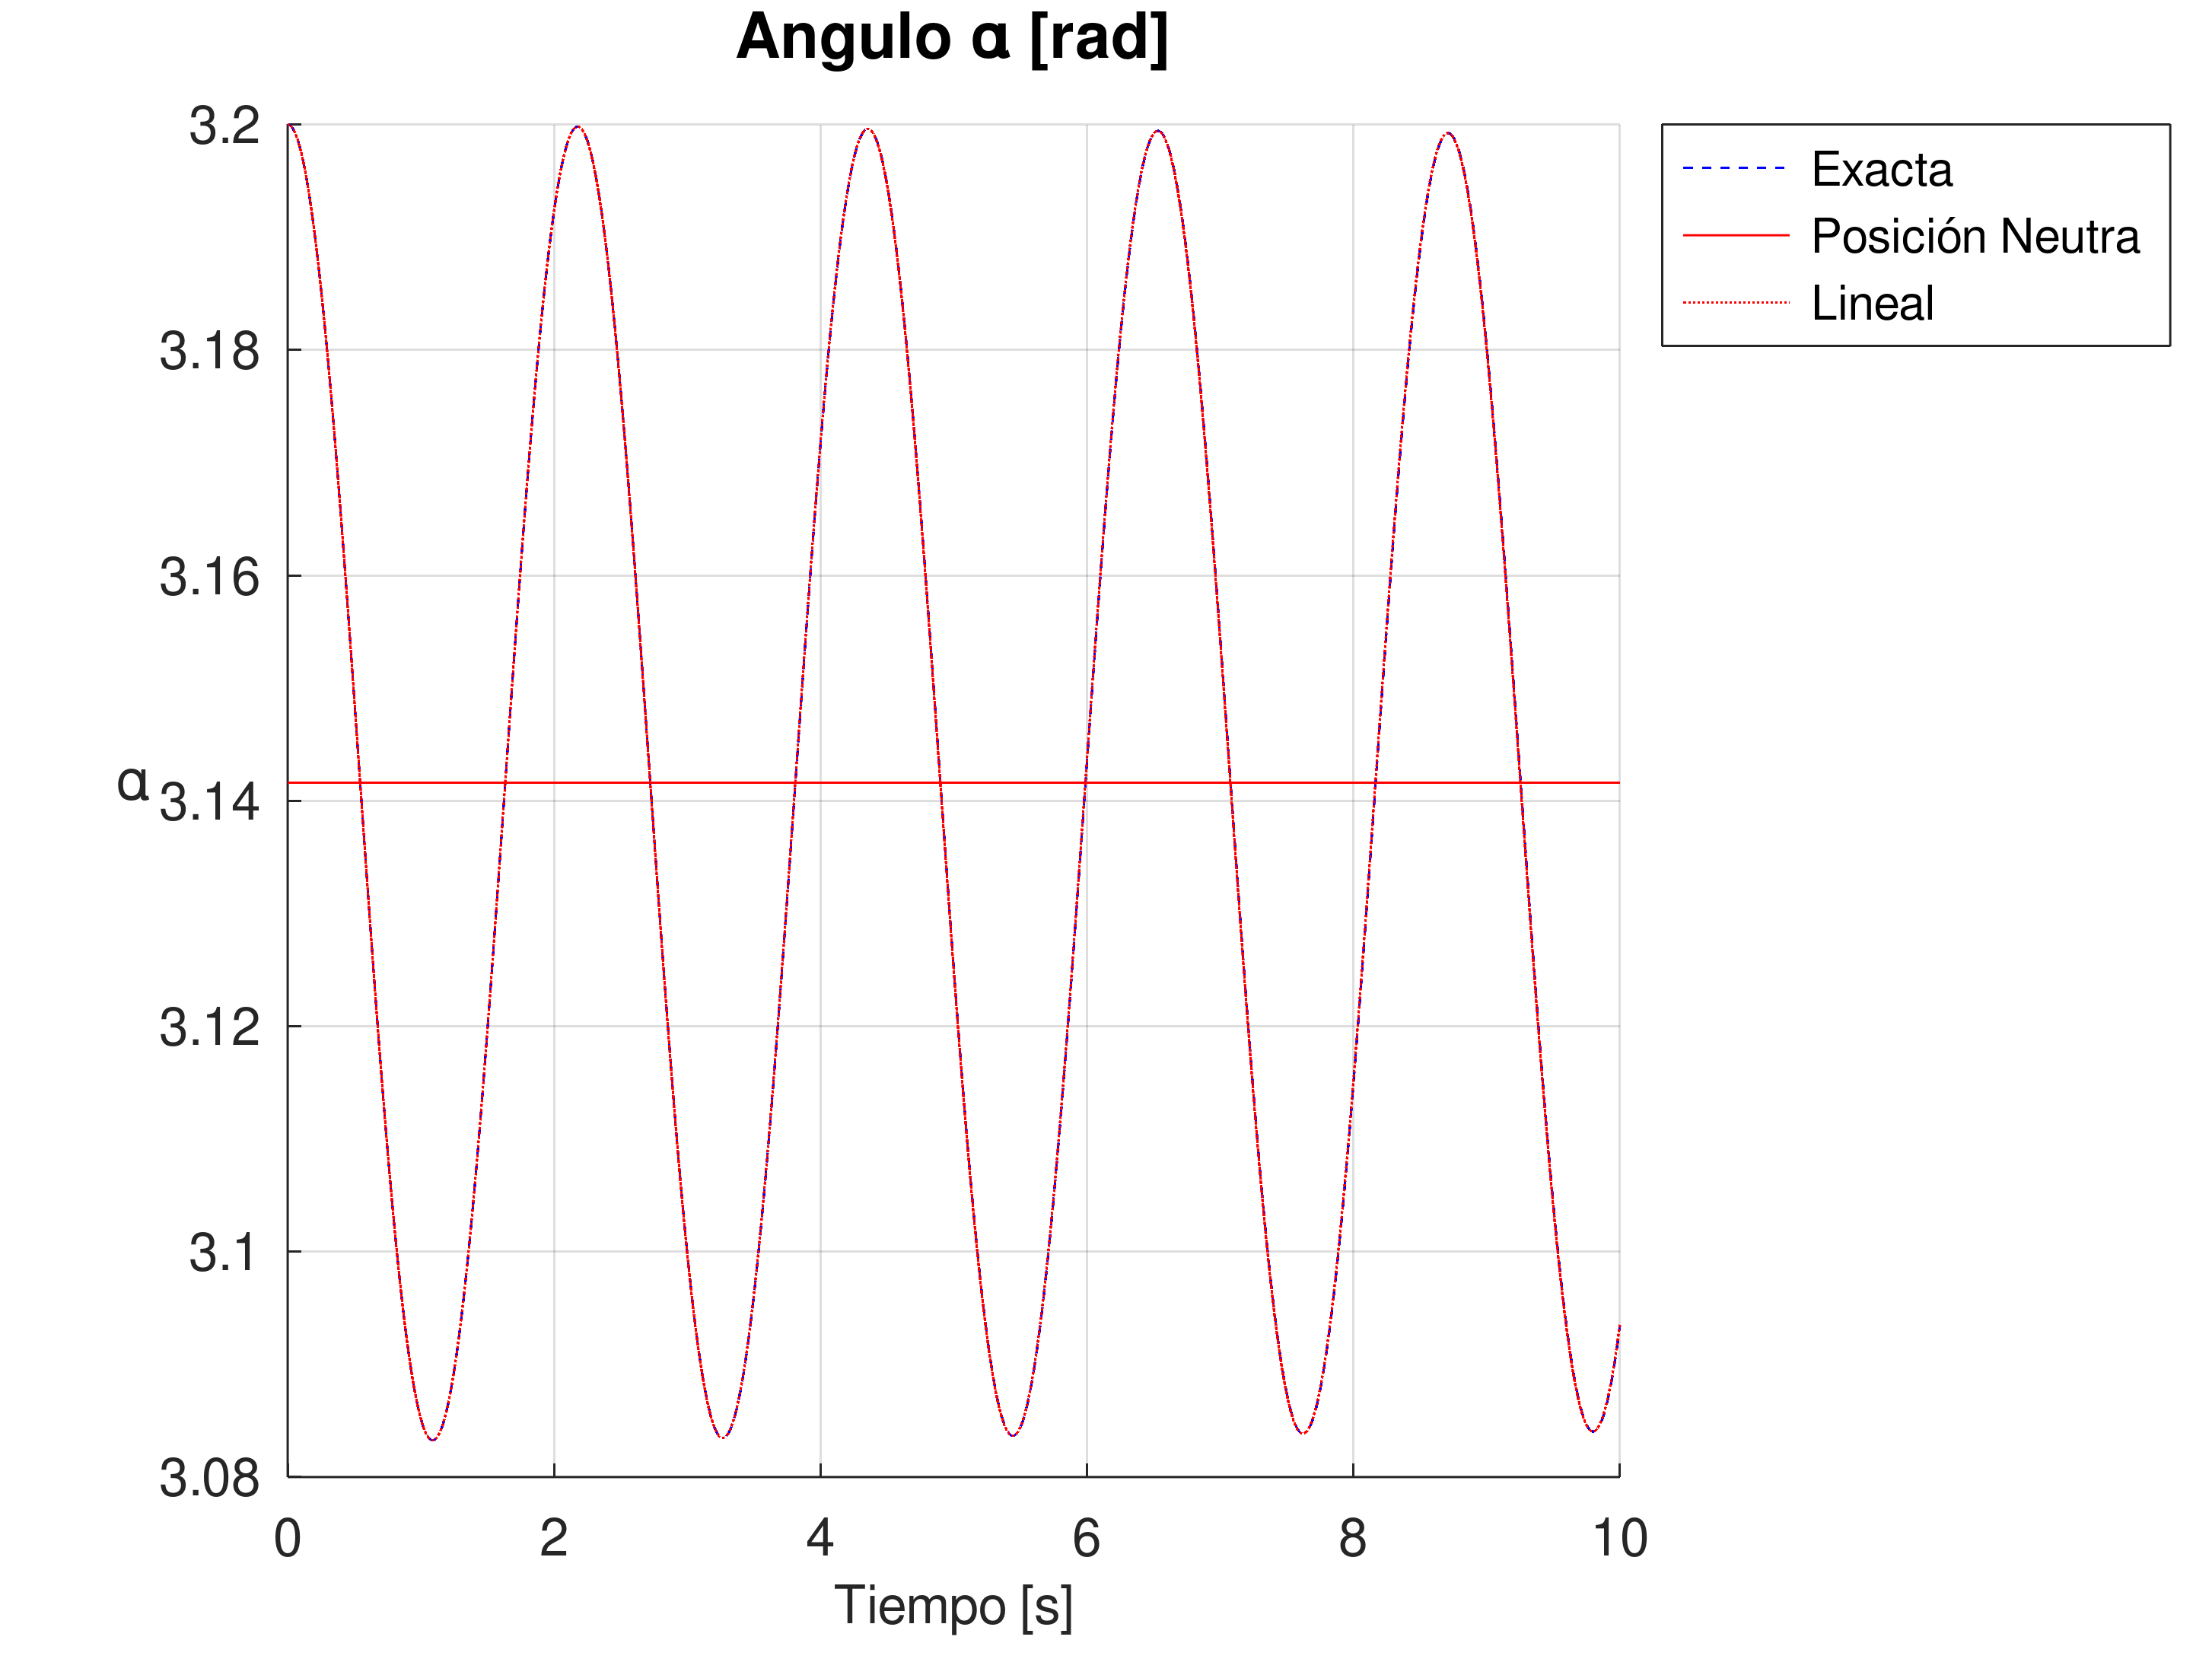 Angulo α [rad]
3.2
3.18
3.16
3.14
3.12
3.1
3.08
α
0 2 4 6 8 10
Tiempo [s]
Exacta
Posición Neutra
Lineal